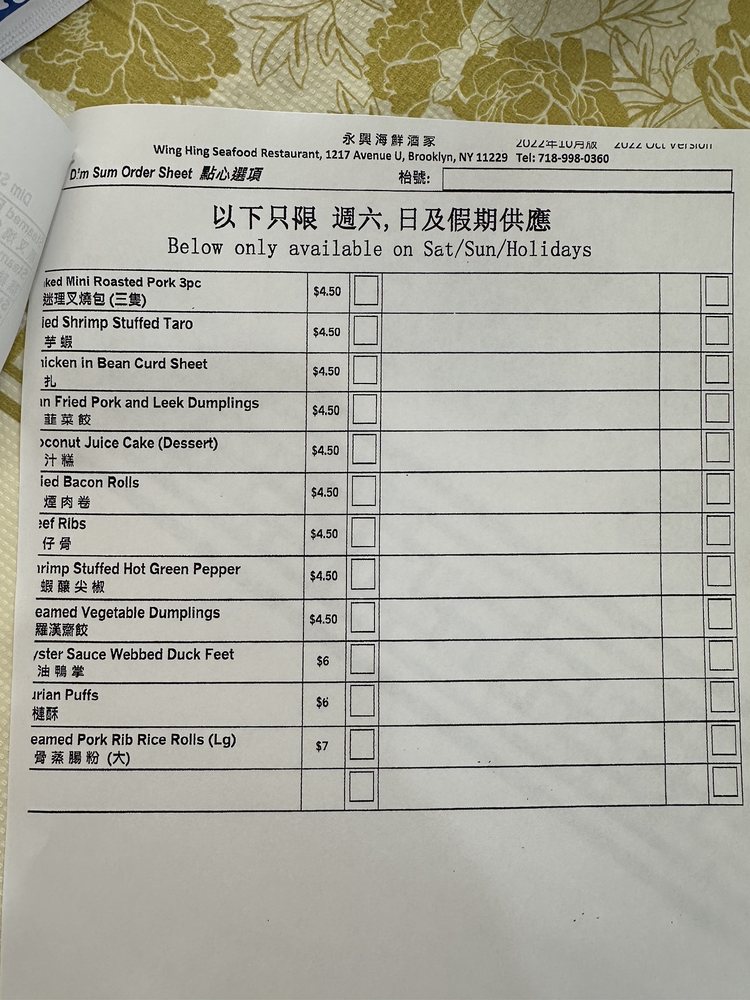 永興海鮮酒家
2022年10月版 2022 Oct Version
Wing Hing Seafood Restaurant, 1217 Avenue U, Brooklyn, NY 11229 Tel: 718-998-0360
Dim Sum Order Sheet 點心選項
枱號:
以下只限 週六,日及假期供應
Below only available on Sat/Sun/Holidays
ked Mini Roasted Pork 3pc $4.50
迷理叉燒包 (三隻)
ied Shrimp Stuffed Taro $4.50
芋蝦
hicken in Bean Curd Sheet $4.50
扎
an Fried Pork and Leek Dumplings $4.50
韮菜餃
oconut Juice Cake (Dessert) $4.50
汁糕
ied Bacon Rolls $4.50
煙肉卷
eef Ribs $4.50
仔骨
hrimp Stuffed Hot Green Pepper $4.50
蝦釀尖椒
eamed Vegetable Dumplings $4.50
羅漢齋餃
yster Sauce Webbed Duck Feet $6
油鴨掌
urian Puffs $6
槤酥
eamed Pork Rib Rice Rolls (Lg) $7
骨蒸腸粉 (大)